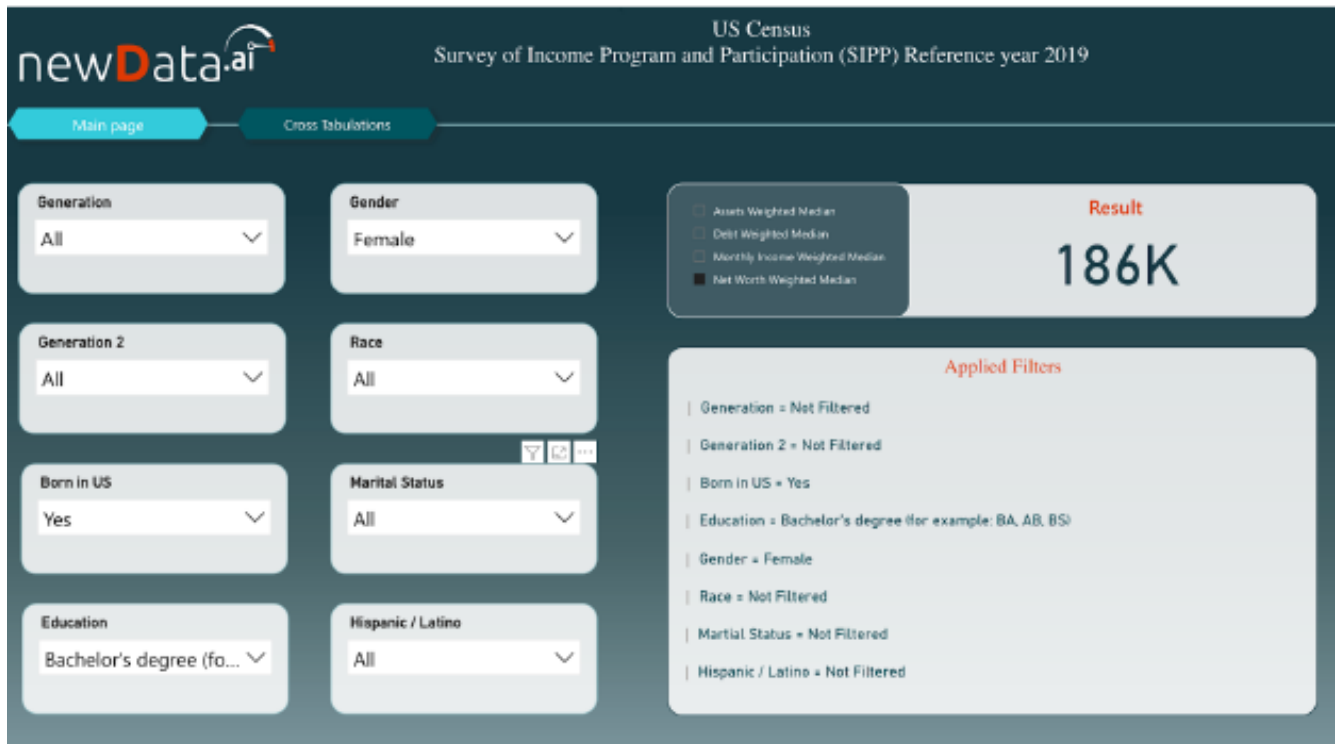 newData.ai
US Census
Survey of Income Program and Participation (SIPP) Reference year 2019
Main page
Cross Tabulations
Generation
All
Gender
Female
Generation 2
All
Race
All
Born in US
Yes
Marital Status
All
Education
Bachelor's degree (fo...
Hispanic / Latino
All
Assets Weighted Median
Debt Weighted Median
Monthly Income Weighted Median
Net Worth Weighted Median
Result
186K
Applied Filters
| Generation = Not Filtered
| Generation 2 = Not Filtered
| Born in US = Yes
| Education = Bachelor's degree (for example: BA, AB, BS)
| Gender = Female
| Race = Not Filtered
| Martial Status = Not Filtered
| Hispanic / Latino = Not Filtered